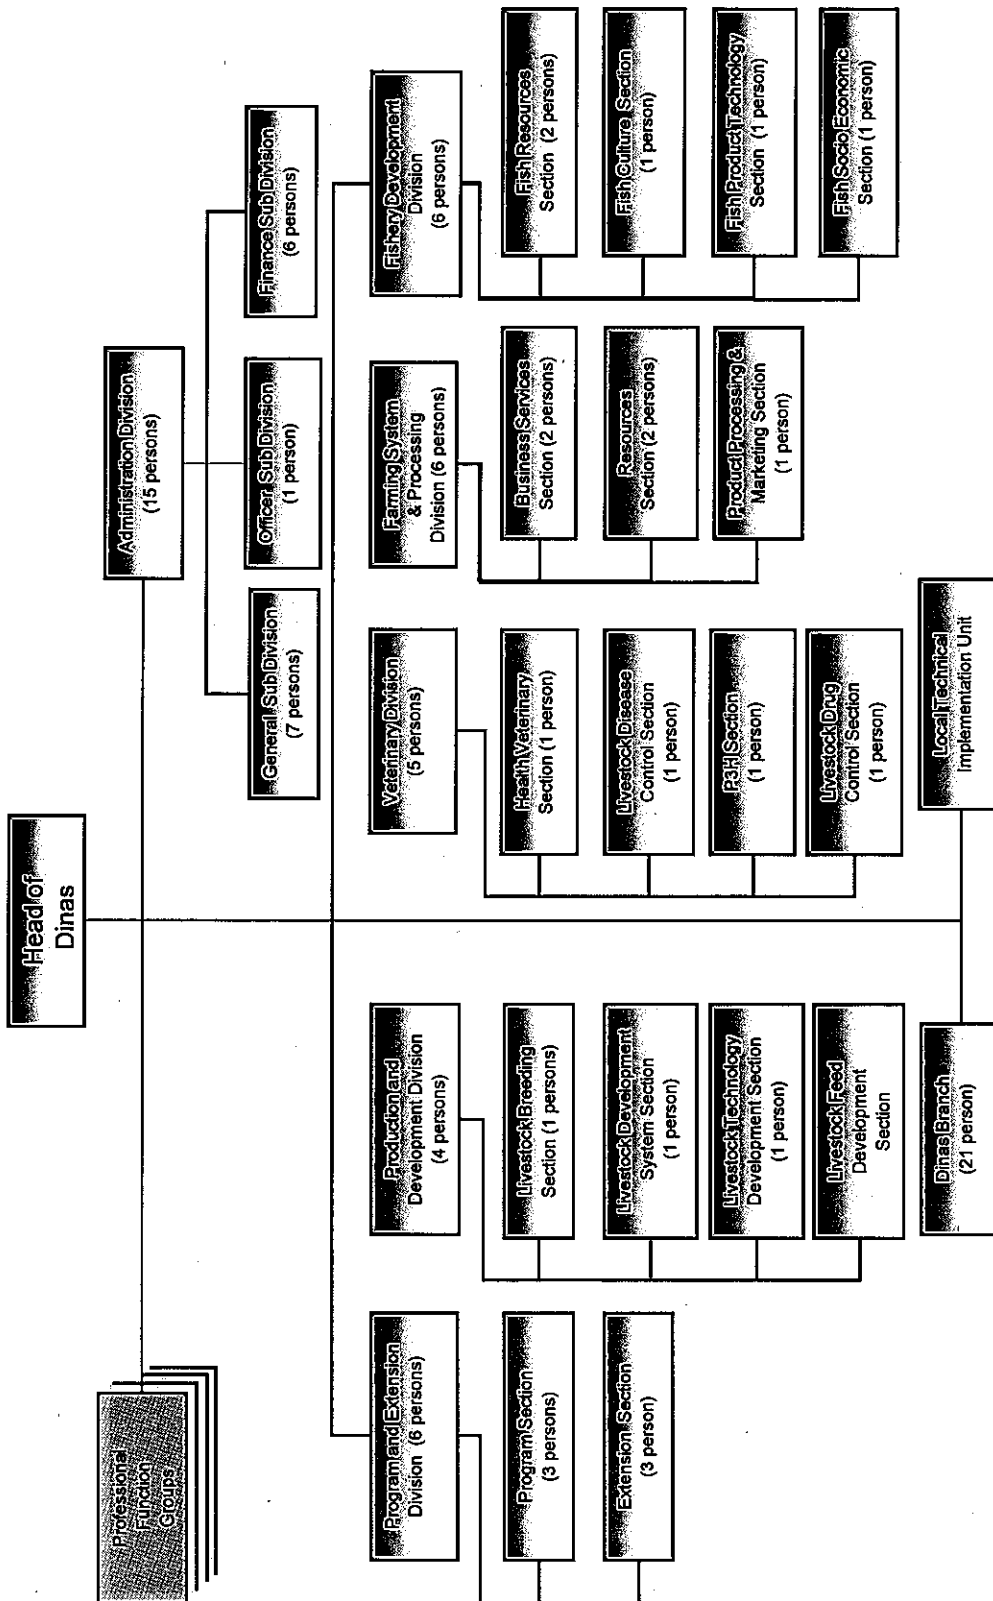 Head of
Dinas
Professional
Function
Groups
Administration Division
(15 persons)
General Sub Division
(7 persons)
Officer Sub Division
(1 person)
Finance Sub Division
(6 persons)
Program and Extension
Division (6 persons)
Program Section
(3 persons)
Extension Section
(3 person)
Production and
Development Division
(4 persons)
Livestock Breeding
Section (1 persons)
Livestock Development
System Section
(1 person)
Livestock Technology
Development Section
(1 person)
Livestock Feed
Development
Section
Veterinary Division
(5 persons)
Health Veterinary
Section (1 person)
Livestock Disease
Control Section
(1 person)
P3H Section
(1 person)
Livestock Drug
Control Section
(1 person)
Farming System
& Processing
Division (6 persons)
Business Services
Section (2 persons)
Resources
Section (2 persons)
Product Processing &
Marketing Section
(1 person)
Fishery Development
Division
(6 persons)
Fish Resources
Section (2 persons)
Fish Culture Section
(1 person)
Fish Product Technology
Section (1 person)
Fish Socio Economic
Section (1 person)
Dinas Branch
(21 person)
Local Technical
Implementation Unit